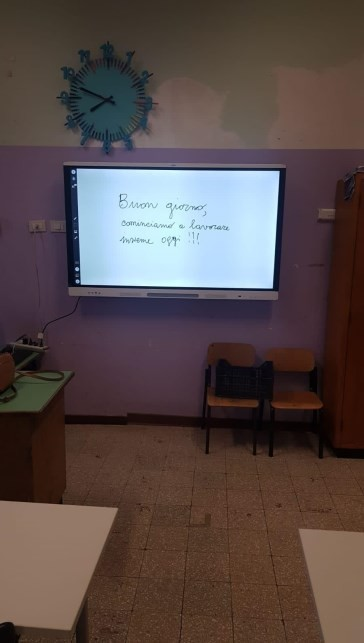 Buon giorno,
cominciamo a lavorare
insieme oggi !!!